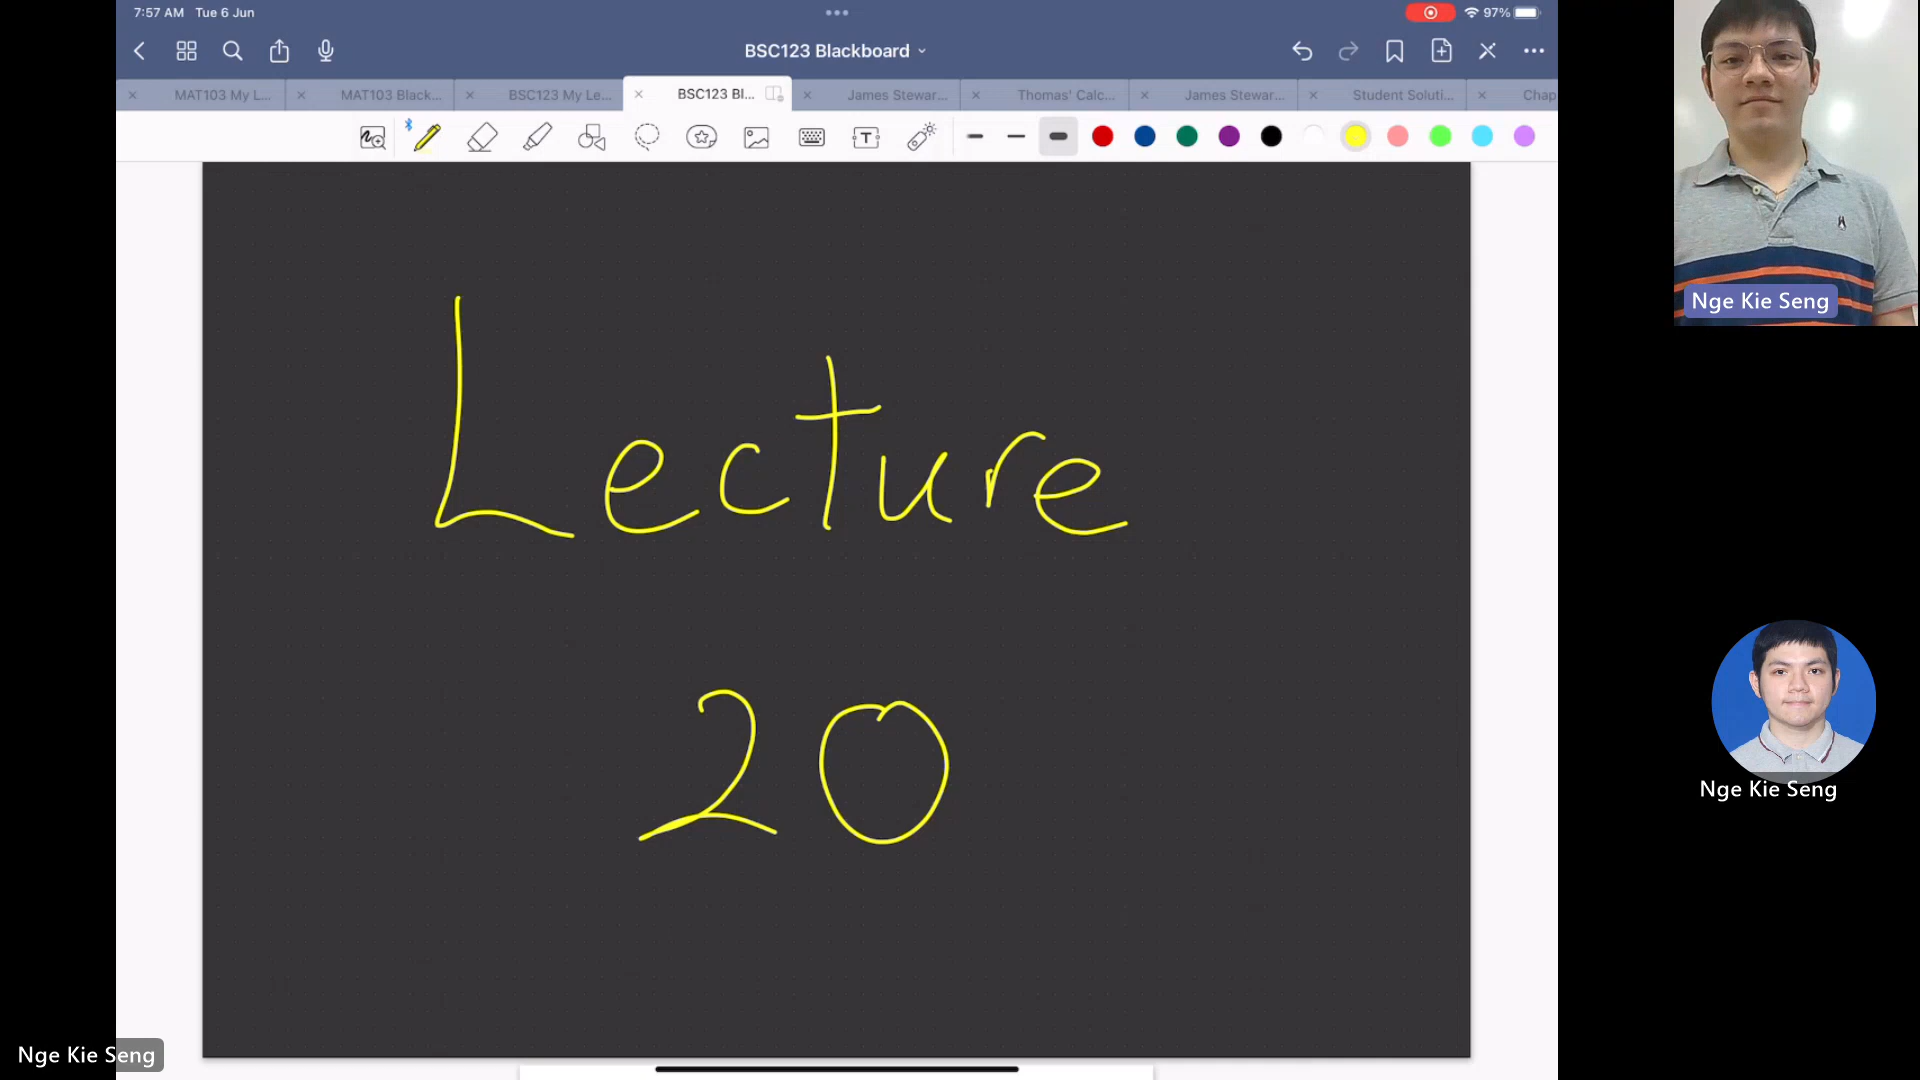 7:57 AM Tue 6 Jun
97%
BSC123 Blackboard
MAT103 My L...
MAT103 Black...
BSC123 My Le...
BSC123 Bl...
James Stewar...
Thomas' Calc...
James Stewar...
Student Soluti...
Chap
T
Lecture
20
Nge Kie Seng
Nge Kie Seng
Nge Kie Seng